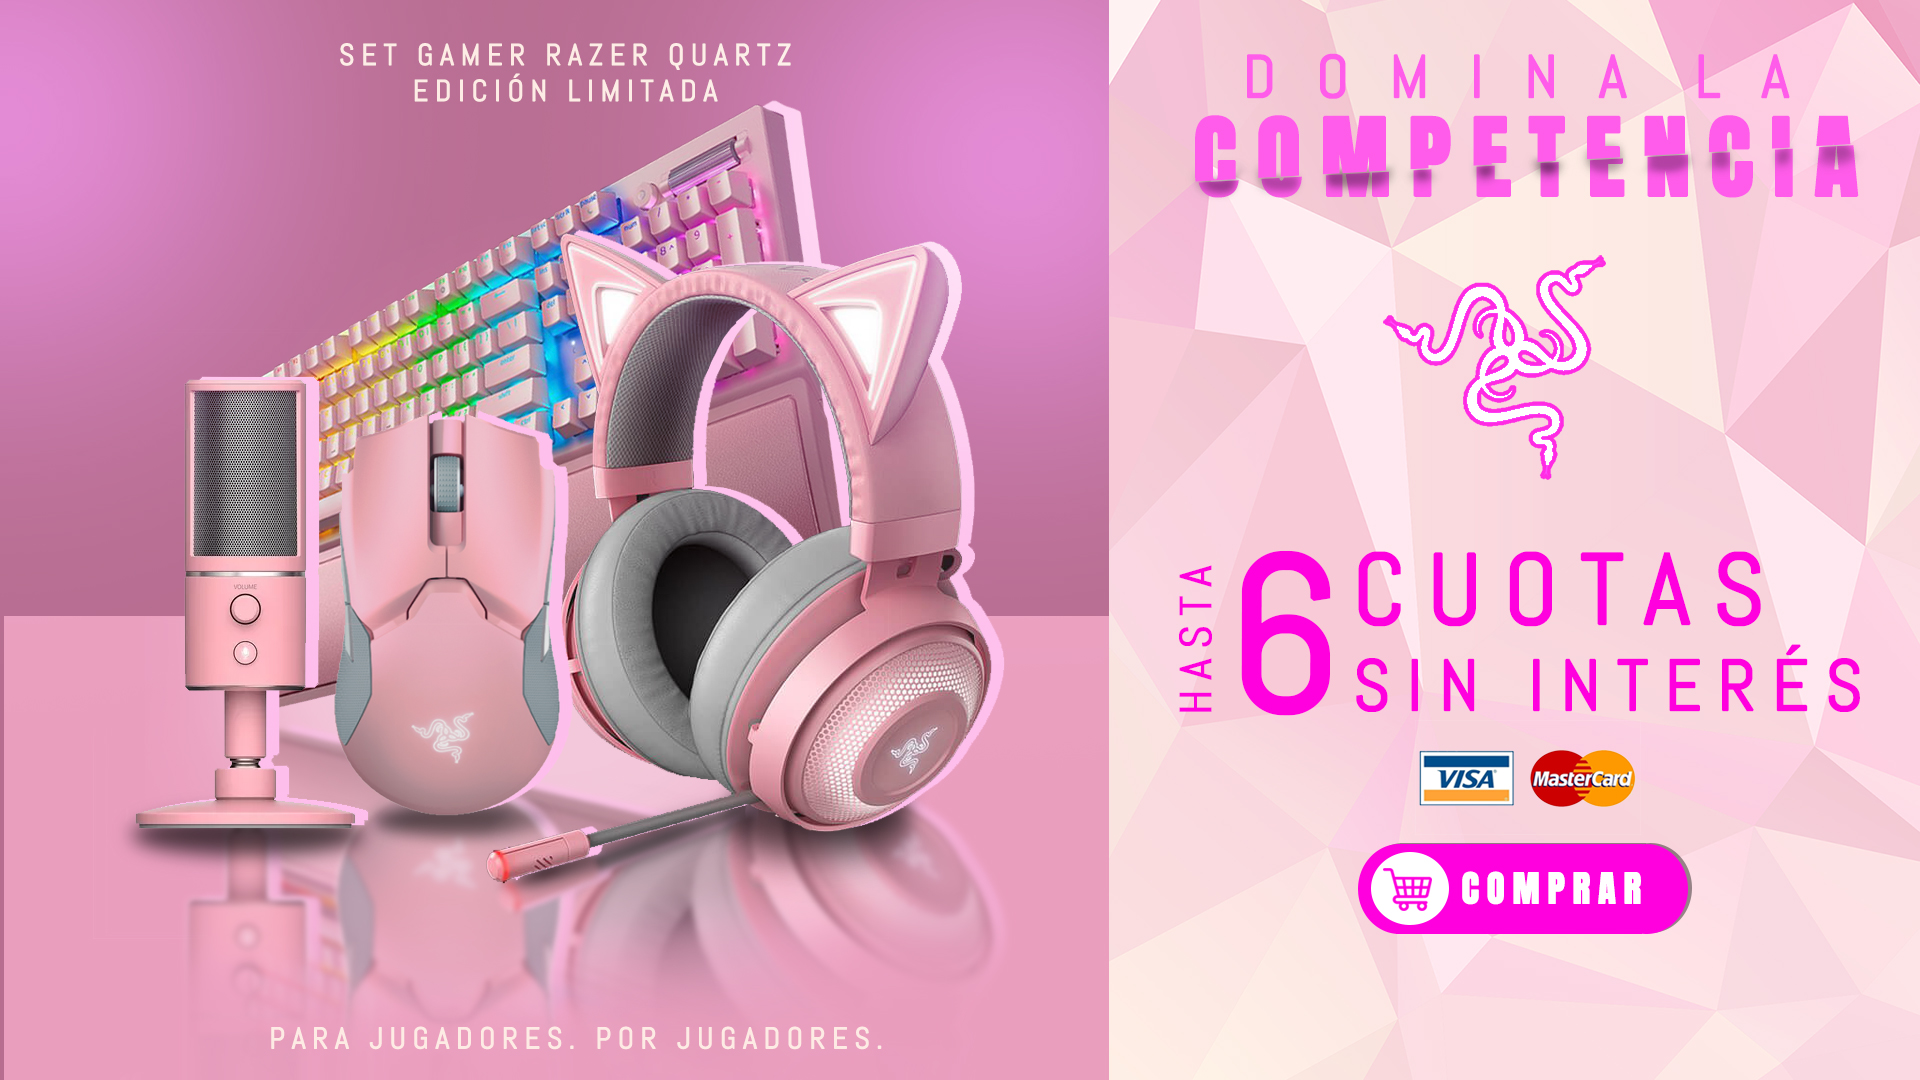 SET GAMER RAZER QUARTZ
EDICIÓN LIMITADA
VOLUME
PARA JUGADORES. POR JUGADORES.
DOMINA LA
COMPETENCIA
HASTA
6 CUOTAS
SIN INTERÉS
VISA
MasterCard
COMPRAR